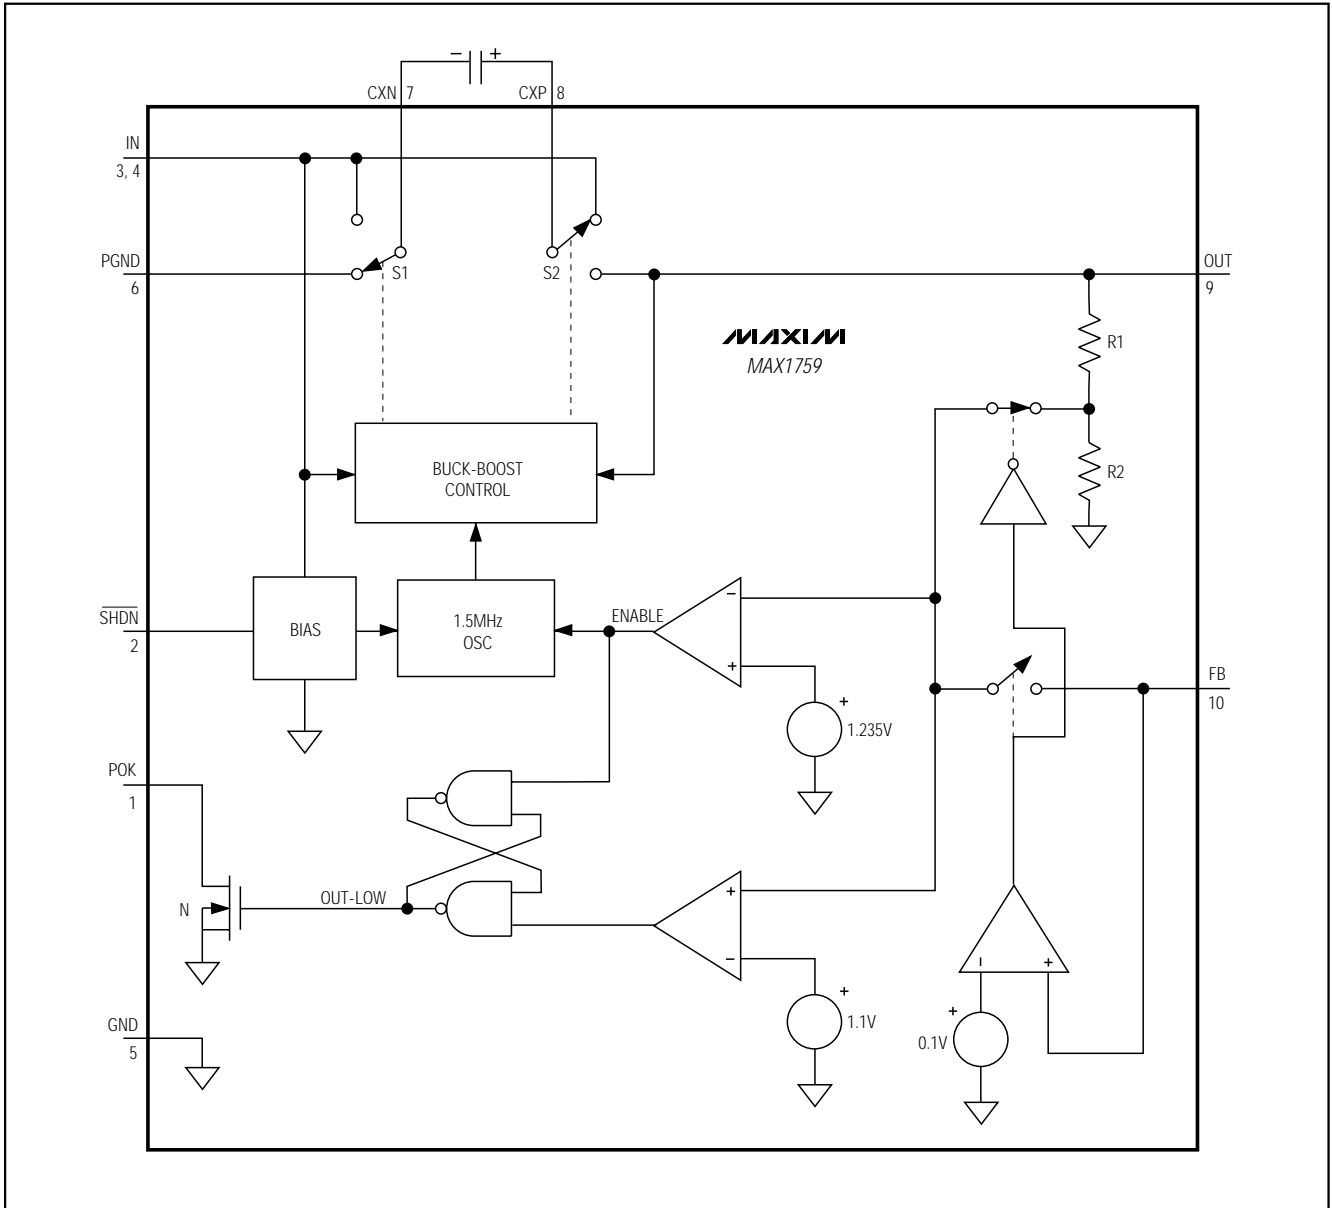 − +
CXN 7 CXP 8
IN
3, 4
PGND
6
S1 S2
OUT
9
MAXIM
MAX1759
R1
R2
BUCK-BOOST
CONTROL
SHDN
2
BIAS
1.5MHz
OSC
ENABLE
−
+
+
1.235V
FB
10
POK
1
OUT-LOW
N
+
−
+
1.1V
− +
+
0.1V
GND
5